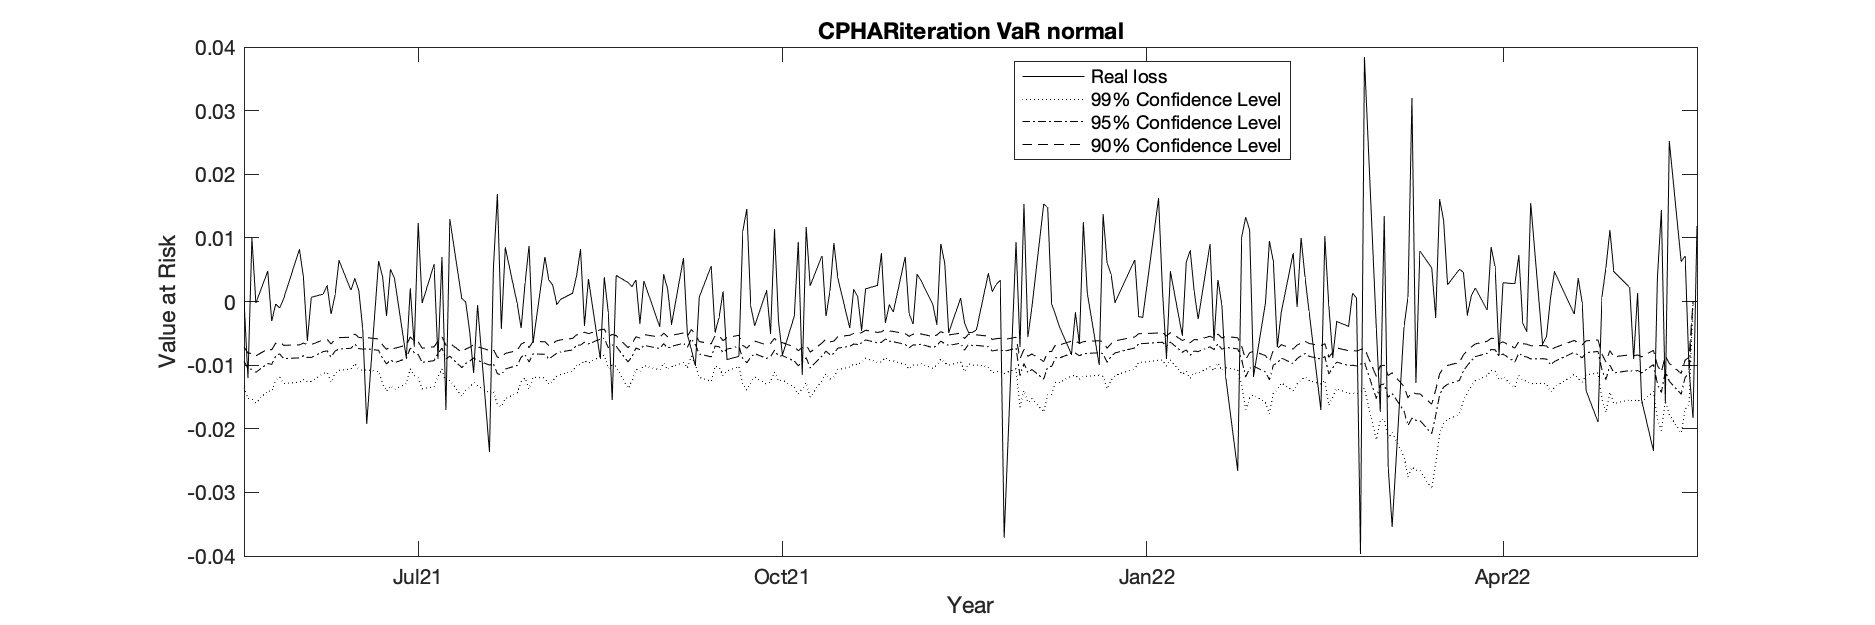 CPHARiteration VaR normal
0.04
0.03
0.02
0.01
0
-0.01
-0.02
-0.03
-0.04
Value at Risk
Real loss
99% Confidence Level
95% Confidence Level
90% Confidence Level
Jul21
Oct21
Jan22
Apr22
Year